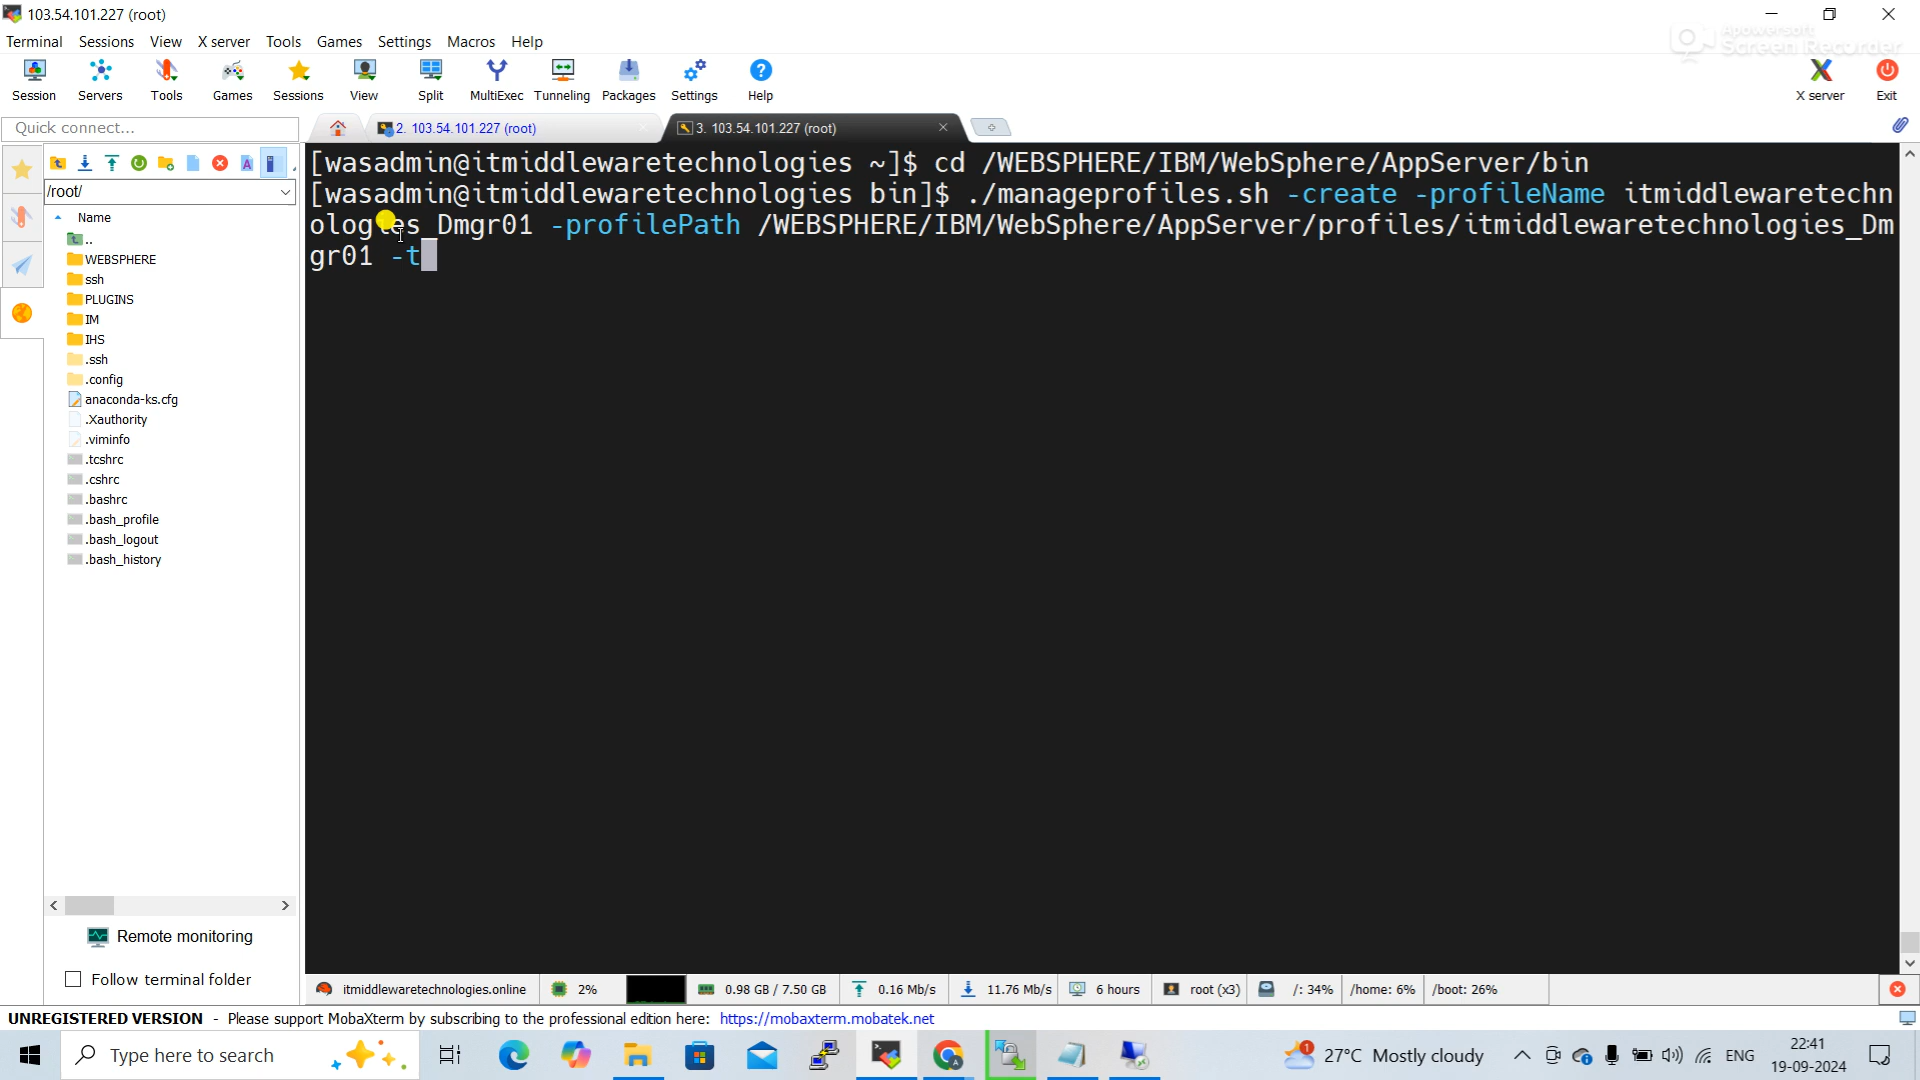 103.54.101.227 (root)
Apowersoft
Screen Recorder
Terminal Sessions View X server Tools Games Settings Macros Help
Session Servers Tools Games Sessions View Split MultiExec Tunneling Packages Settings Help X server Exit
Quick connect...
2. 103.54.101.227 (root)
3. 103.54.101.227 (root)
/root/
Name
..
WEBSPHERE
ssh
PLUGINS
IM
IHS
.ssh
.config
anaconda-ks.cfg
.Xauthority
.viminfo
.tcshrc
.cshrc
.bashrc
.bash_profile
.bash_logout
.bash_history
Remote monitoring
Follow terminal folder
[wasadmin@itmiddlewaretechnologies ~]$ cd /WEBSPHERE/IBM/WebSphere/AppServer/bin
[wasadmin@itmiddlewaretechnologies bin]$ ./manageprofiles.sh -create -profileName itmiddlewaretechn
ologies_Dmgr01 -profilePath /WEBSPHERE/IBM/WebSphere/AppServer/profiles/itmiddlewaretechnologies_Dm
gr01 -t
itmiddlewaretechnologies.online 2% 0.98 GB / 7.50 GB 0.16 Mb/s 11.76 Mb/s 6 hours root (x3) /: 34% /home: 6% /boot: 26%
UNREGISTERED VERSION - Please support MobaXterm by subscribing to the professional edition here: https://mobaxterm.mobatek.net
Type here to search
1
27°C Mostly cloudy
ENG
22:41
19-09-2024